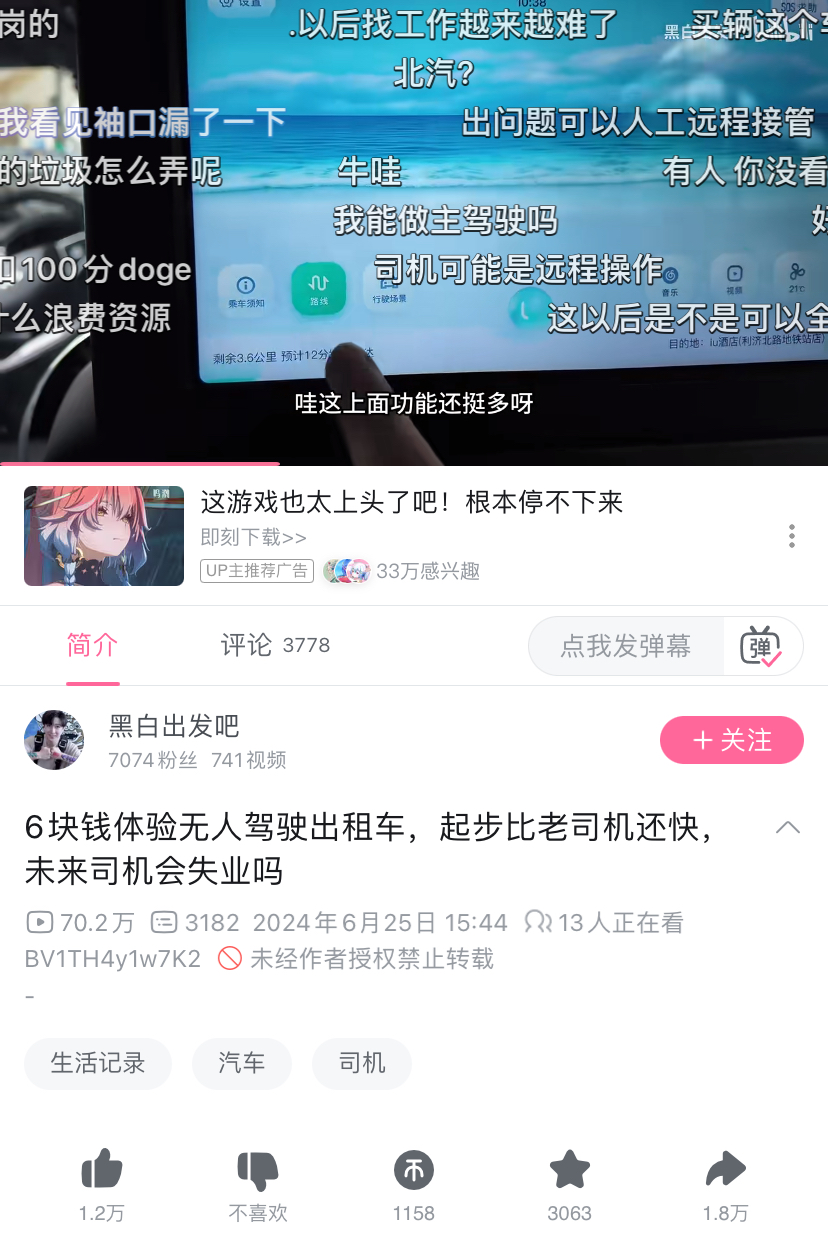 设置
10:38
SOS 求助
岗的
.以后找工作越来越难了
买辆这个车
黑白
北汽?
我看见袖口漏了一下
出问题可以人工远程接管
的垃圾怎么弄呢
牛哇
有人 你没看
我能做主驾驶吗
好
口100分doge
司机可能是远程操作
什么浪费资源
这以后是不是可以全
乘车须知
路线
行驶场景
音乐
视频
21℃
剩余3.6公里 预计12分
达
目的地：iu酒店(利济北路地铁站店)
哇这上面功能还挺多呀
鸣潮
这游戏也太上头了吧！根本停不下来
即刻下载>>
UP主推荐广告
33万感兴趣
简介
评论 3778
点我发弹幕
弹
黑白出发吧
7074粉丝 741视频
+ 关注
6块钱体验无人驾驶出租车，起步比老司机还快，
未来司机会失业吗
70.2万 3182 2024年6月25日 15:44 13人正在看
BV1TH4y1w7K2 未经作者授权禁止转载
-
生活记录
汽车
司机
1.2万
不喜欢
1158
3063
1.8万